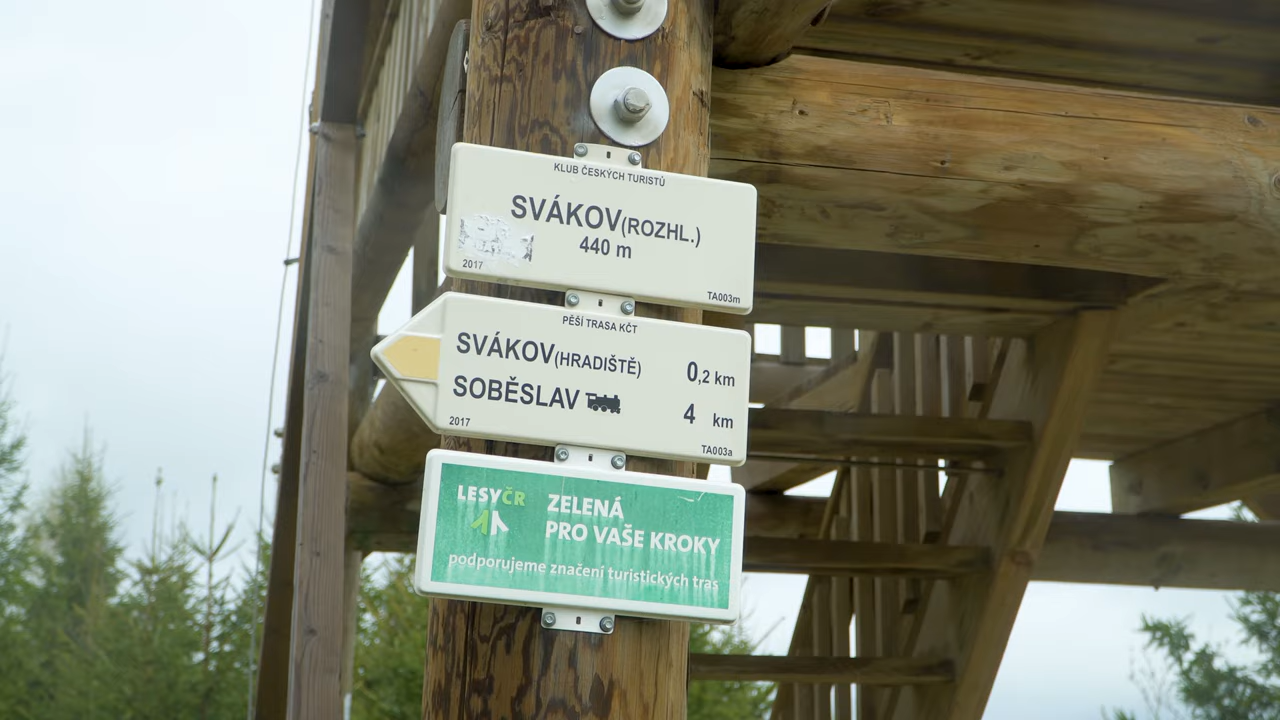 KLUB ČESKÝCH TURISTŮ
SVÁKOV(ROZHL.)
440 m
2017
TA003m
PĚŠÍ TRASA KČT
SVÁKOV(HRADIŠTĚ) 0,2 km
SOBĚSLAV 4 km
2017
TA003a
LESYČR
ZELENÁ
PRO VAŠE KROKY
podporujeme značení turistických tras